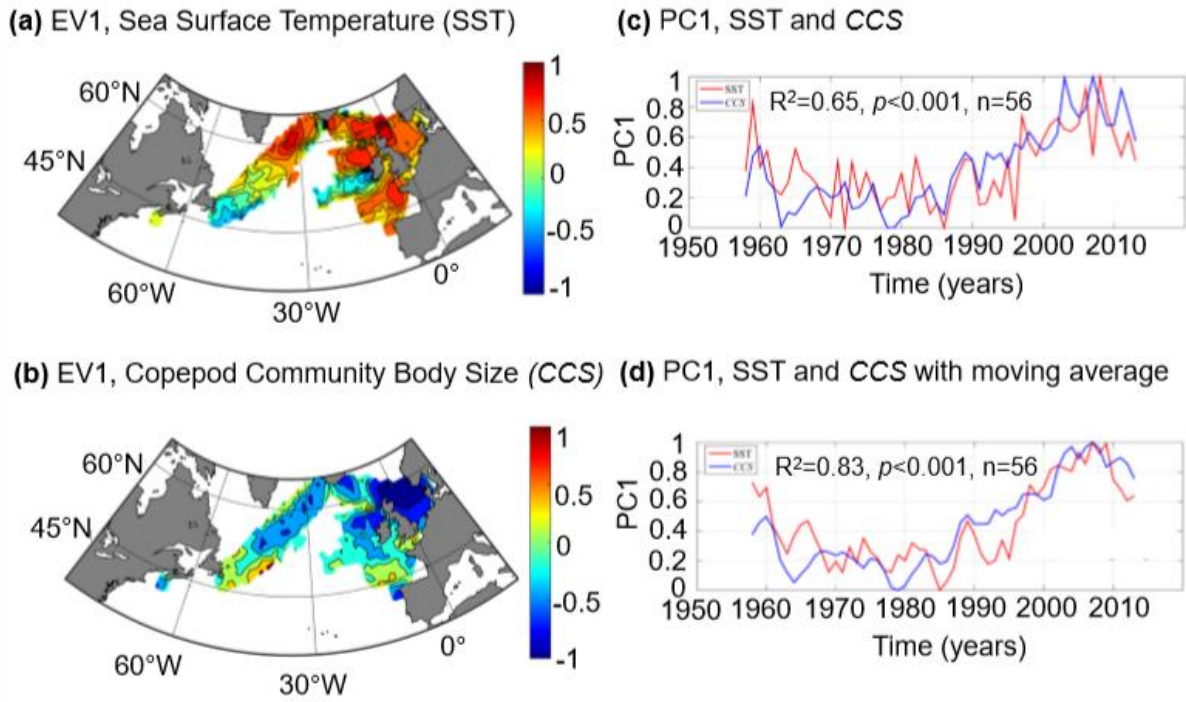 (a) EV1, Sea Surface Temperature (SST)
60°N
45°N
60°W
30°W
0°
1
0.5
0
-0.5
-1
(c) PC1, SST and CCS
SST
CCS
R²=0.65, p<0.001, n=56
PC1
1
0.8
0.6
0.4
0.2
0
1950 1960 1970 1980 1990 2000 2010
Time (years)
(b) EV1, Copepod Community Body Size (CCS)
60°N
45°N
60°W
30°W
0°
1
0.5
0
-0.5
-1
(d) PC1, SST and CCS with moving average
SST
CCS
R²=0.83, p<0.001, n=56
PC1
1
0.8
0.6
0.4
0.2
0
1950 1960 1970 1980 1990 2000 2010
Time (years)